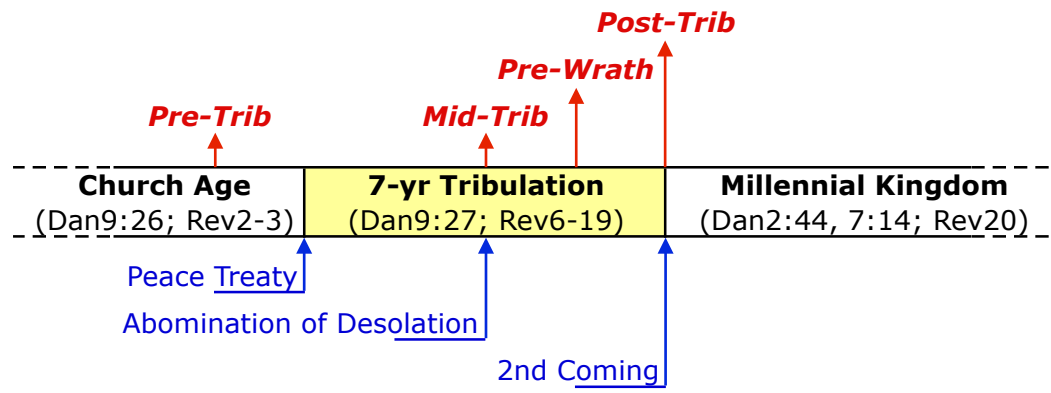 Post-Trib
Pre-Wrath
Pre-Trib
Mid-Trib
Church Age
(Dan9:26; Rev2-3)
7-yr Tribulation
(Dan9:27; Rev6-19)
Millennial Kingdom
(Dan2:44, 7:14; Rev20)
Peace Treaty
Abomination of Desolation
2nd Coming